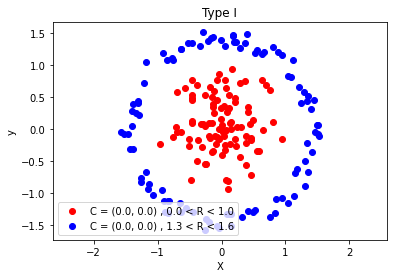 Type I
1.5
1.0
0.5
0.0
−0.5
−1.0
−1.5
y
C = (0.0, 0.0) , 0.0 < R < 1.0
C = (0.0, 0.0) , 1.3 < R < 1.6
−2 −1 0 1 2
X